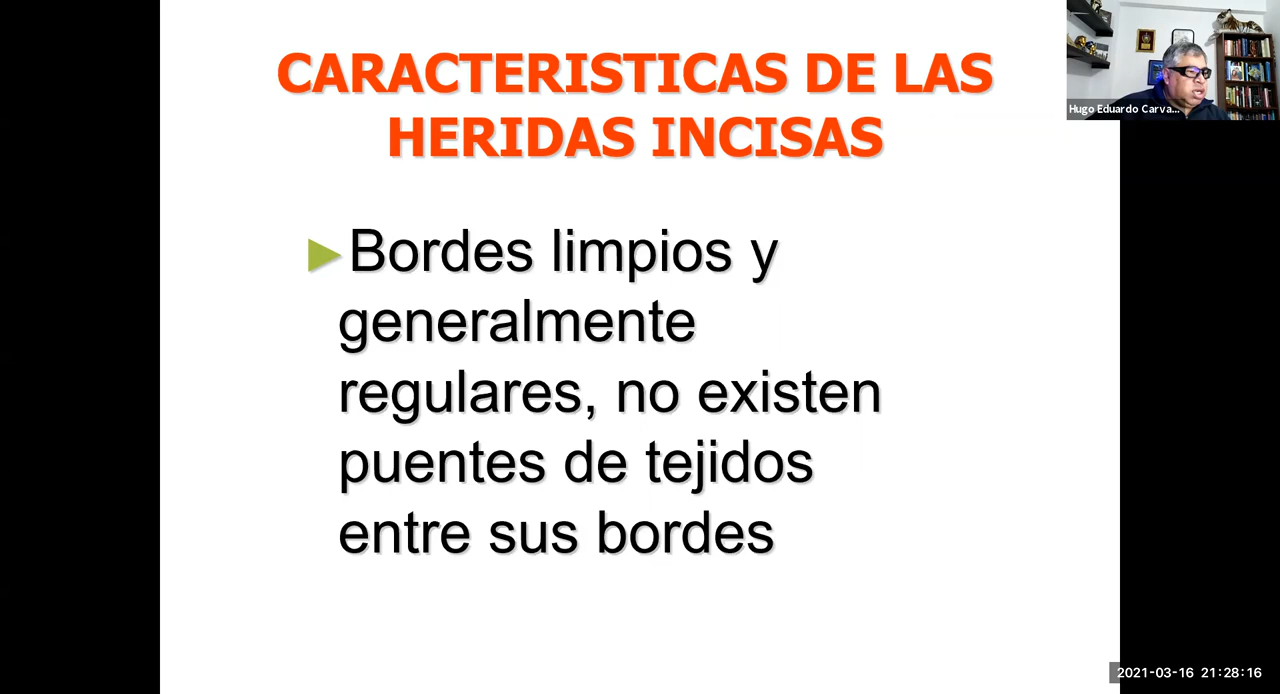 CARACTERISTICAS DE LAS
HERIDAS INCISAS
Hugo Eduardo Carva...
►Bordes limpios y
generalmente
regulares, no existen
puentes de tejidos
entre sus bordes
2021-03-16 21:28:16